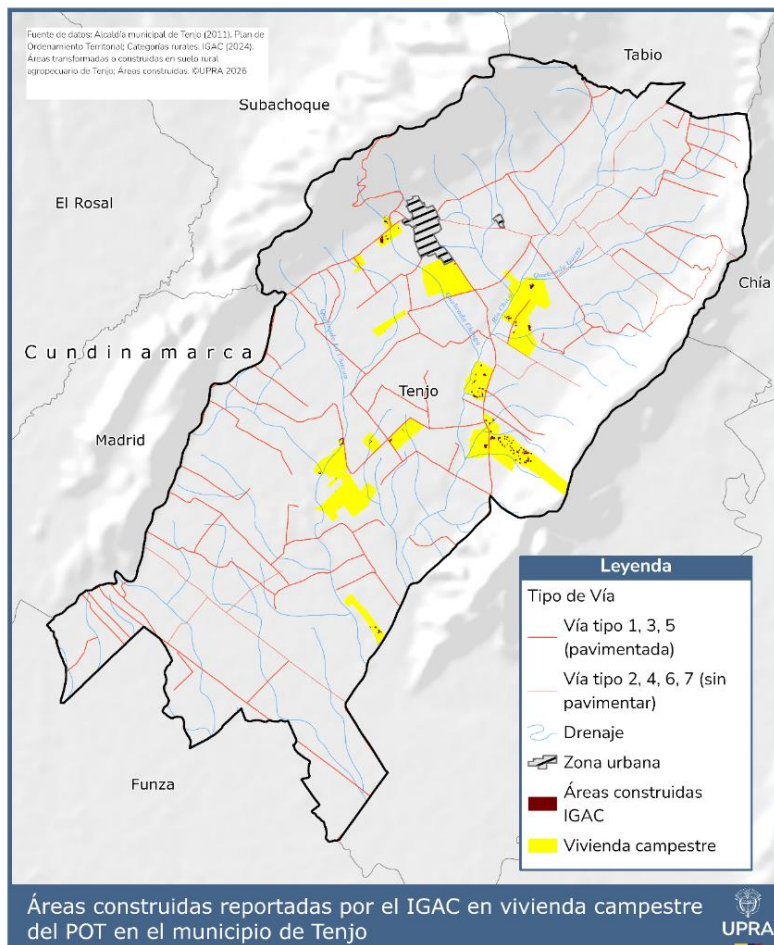 Fuente de datos: Alcaldía municipal de Tenjo (2011). Plan de
Ordenamiento Territorial; Categorías rurales. IGAC (2024).
Áreas transformadas o construidas en suelo rural
agropecuario de Tenjo; Áreas construidas. ©UPRA 2026
Tabio
Subachoque
El Rosal
Chía
Cundinamarca
Tenjo
Madrid
Funza
Leyenda
Tipo de Vía
Vía tipo 1, 3, 5
(pavimentada)
Vía tipo 2, 4, 6, 7 (sin
pavimentar)
Drenaje
Zona urbana
Áreas construidas
IGAC
Vivienda campestre
Áreas construidas reportadas por el IGAC en vivienda campestre
del POT en el municipio de Tenjo
UPRA